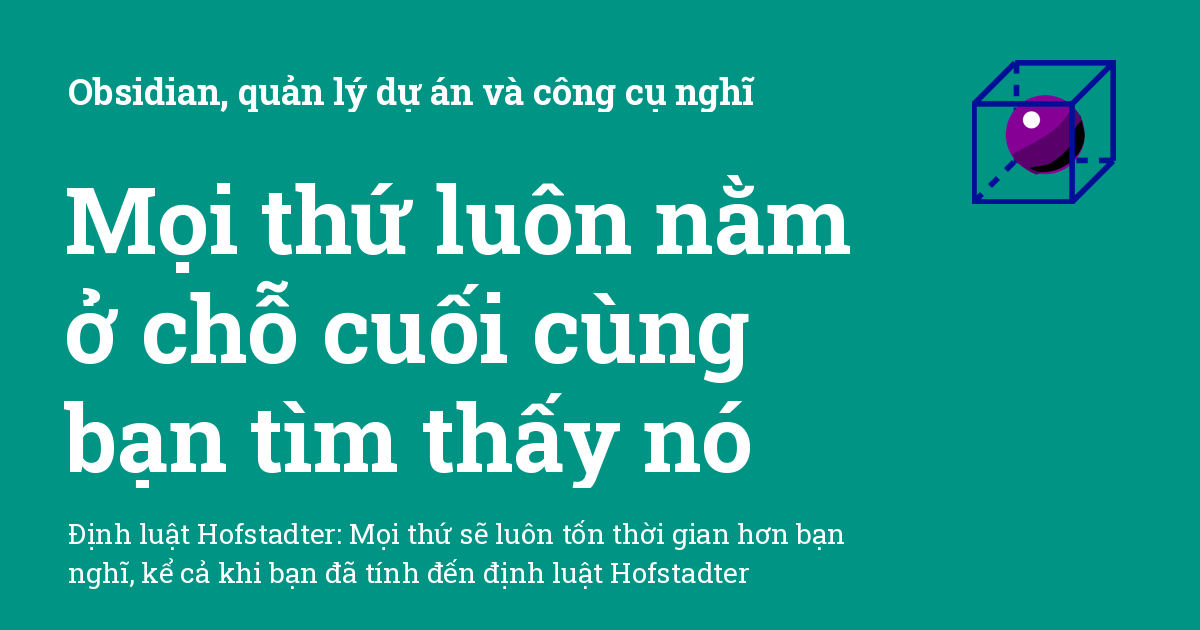 Obsidian, quản lý dự án và công cụ nghĩ
Mọi thứ luôn nằm
ở chỗ cuối cùng
bạn tìm thấy nó
Định luật Hofstadter: Mọi thứ sẽ luôn tốn thời gian hơn bạn
nghĩ, kể cả khi bạn đã tính đến định luật Hofstadter